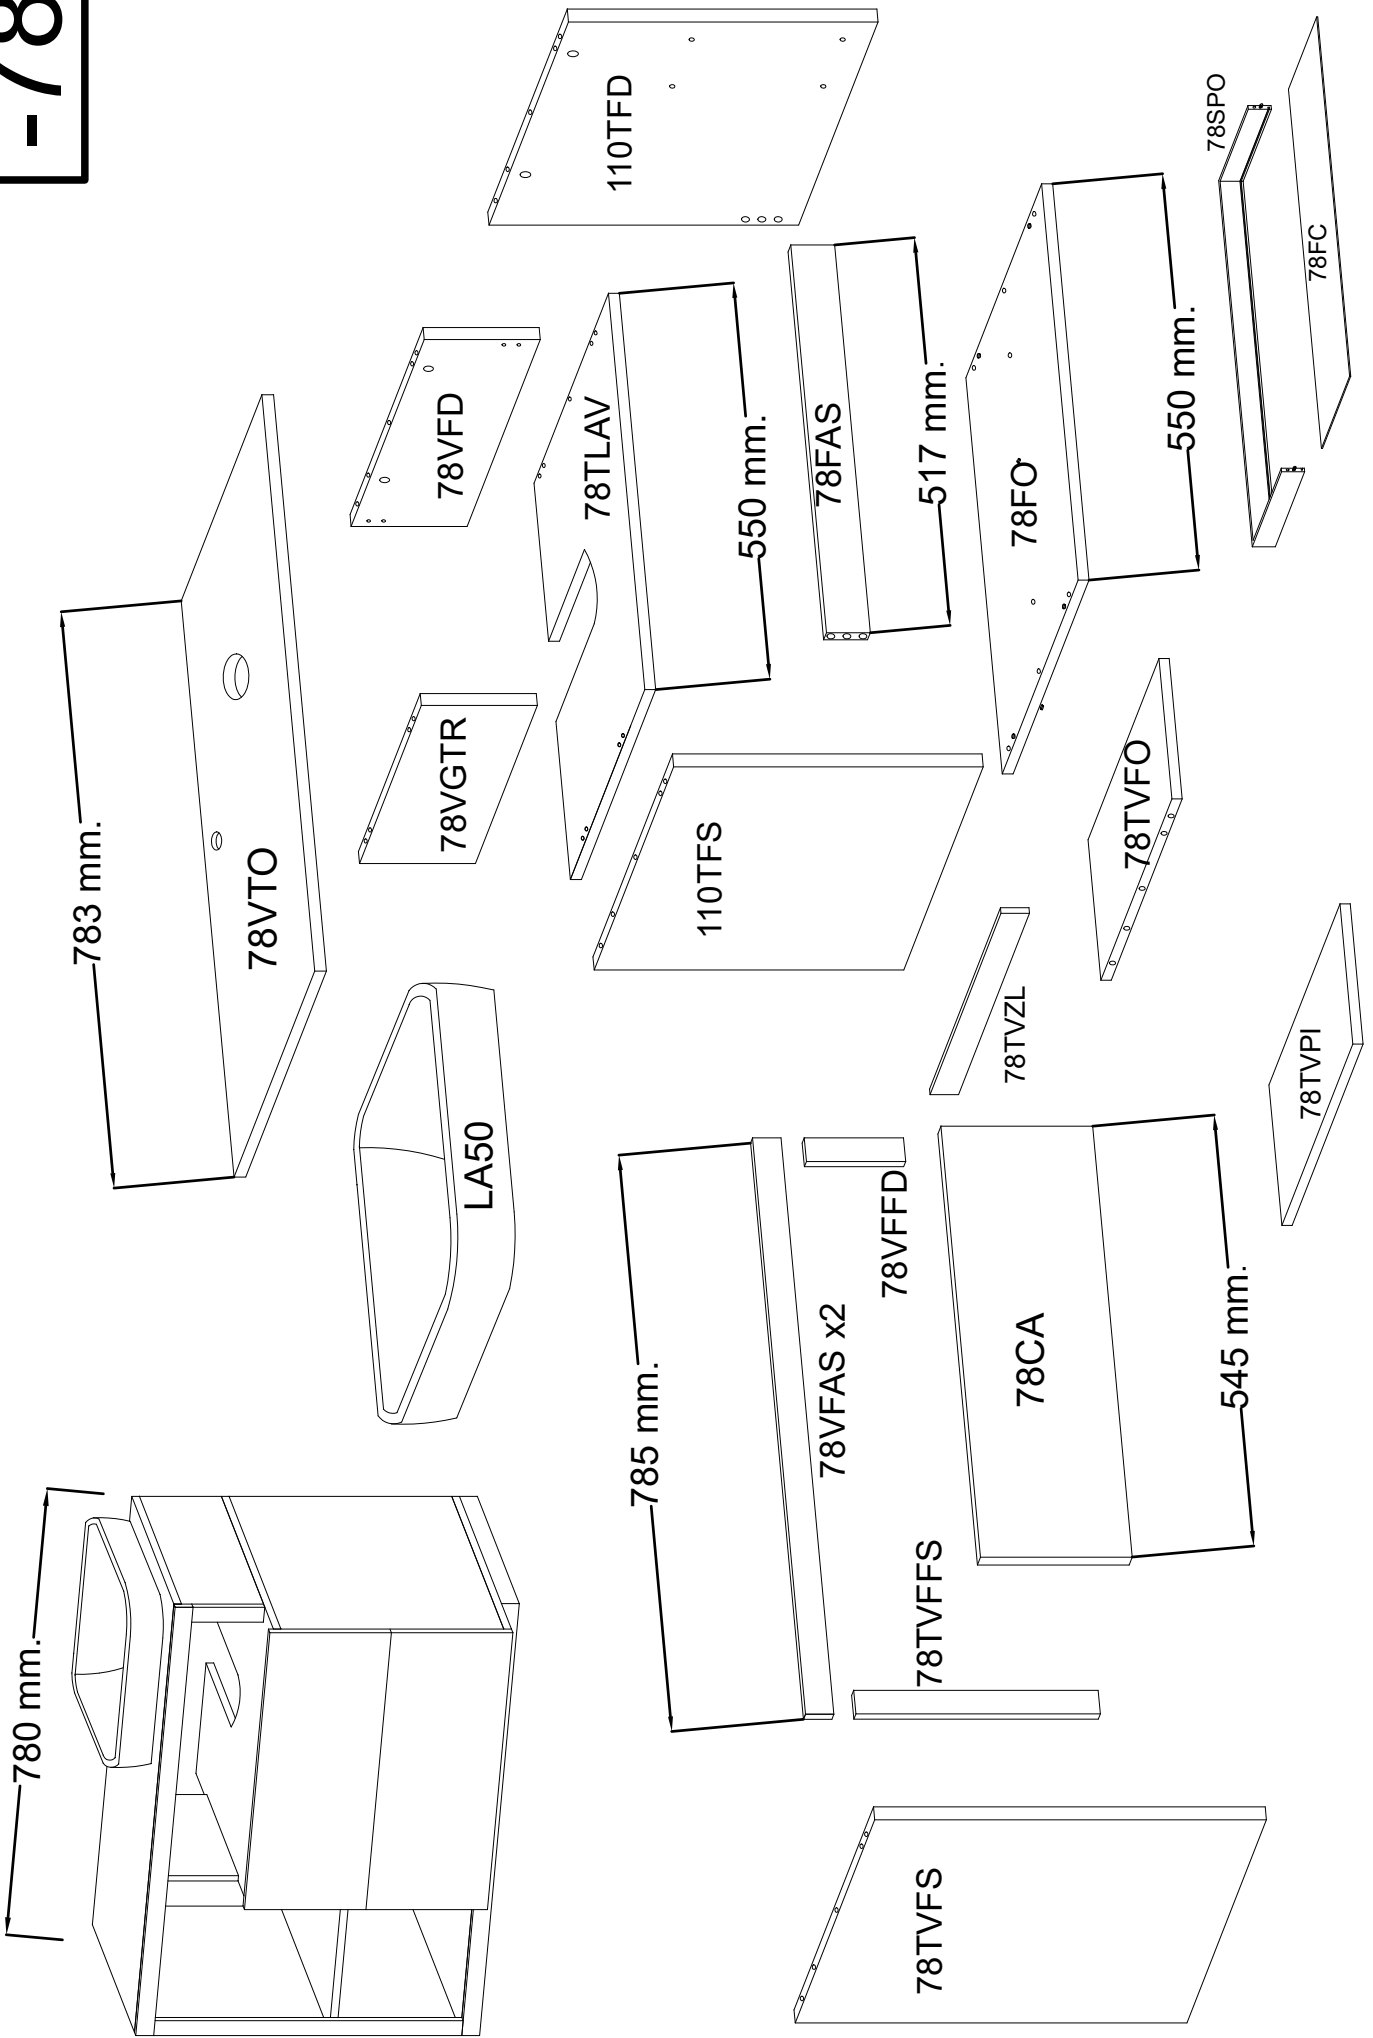 -78
780 mm.
783 mm.
78VTO
LA50
78VGTR
78VFD
110TFD
78TLAV
550 mm.
110TFS
78FAS
517 mm.
78FO
550 mm.
78SPO
78FC
785 mm.
78VFAS x2
78VFFD
78TVZL
78TVFO
78TVPI
78CA
545 mm.
78TVFFS
78TVFS